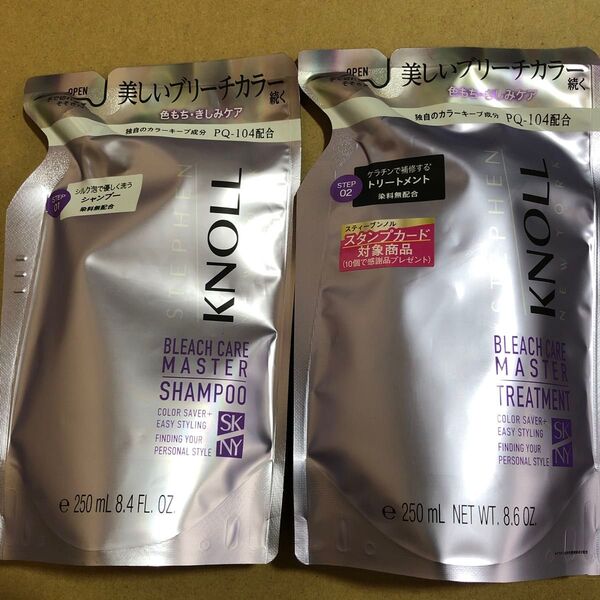 OPEN
美しいブリーチカラー
続く
色もち・きしみケア
独自のカラーキープ成分 PQ-104配合
STEP
01
シルク泡で優しく洗う
シャンプー
染料無配合
STEPHEN
KNOLL
BLEACH CARE
MASTER
SHAMPOO
COLOR SAVER+
EASY STYLING
FINDING YOUR
PERSONAL STYLE
SK
NY
e 250 mL 8.4 FL. OZ.
OPEN
美しいブリーチカラー
続く
色もち・きしみケア
独自のカラーキープ成分 PQ-104配合
STEP
02
ケラチンで補修する
トリートメント
染料無配合
スティーブンノル
スタンプカード
対象商品
(10個で感謝品プレゼント)
STEPHEN
KNOLL
NEW YORK
BLEACH CARE
MASTER
TREATMENT
COLOR SAVER+
EASY STYLING
FINDING YOUR
PERSONAL STYLE
SK
NY
e 250 mL NET WT. 8.6 OZ.